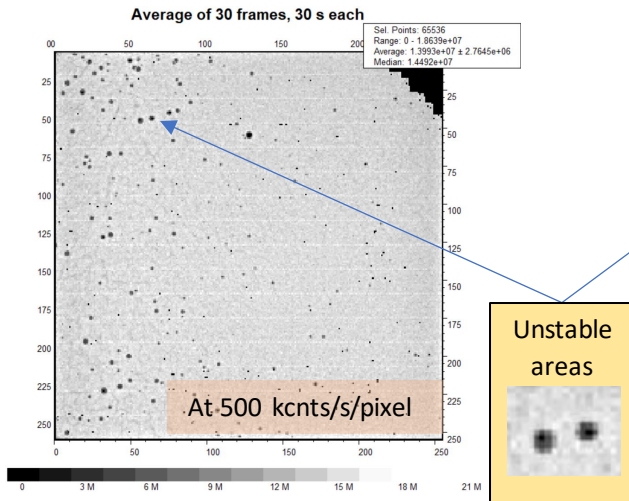 Average of 30 frames, 30 s each
Sel. Points: 65536
Range: 0 - 1.8639e+07
Average: 1.3993e+07 ± 2.7645e+06
Median: 1.4492e+07
00 50 100 150 200
25 25
50 50
75 75
100 100
125 125
150 150
175 175
200 200
225 225
250 250
0 50 100 150 200 250
At 500 kcnts/s/pixel
Unstable
areas
0 3 M 6 M 9 M 12 M 15 M 18 M 21 M